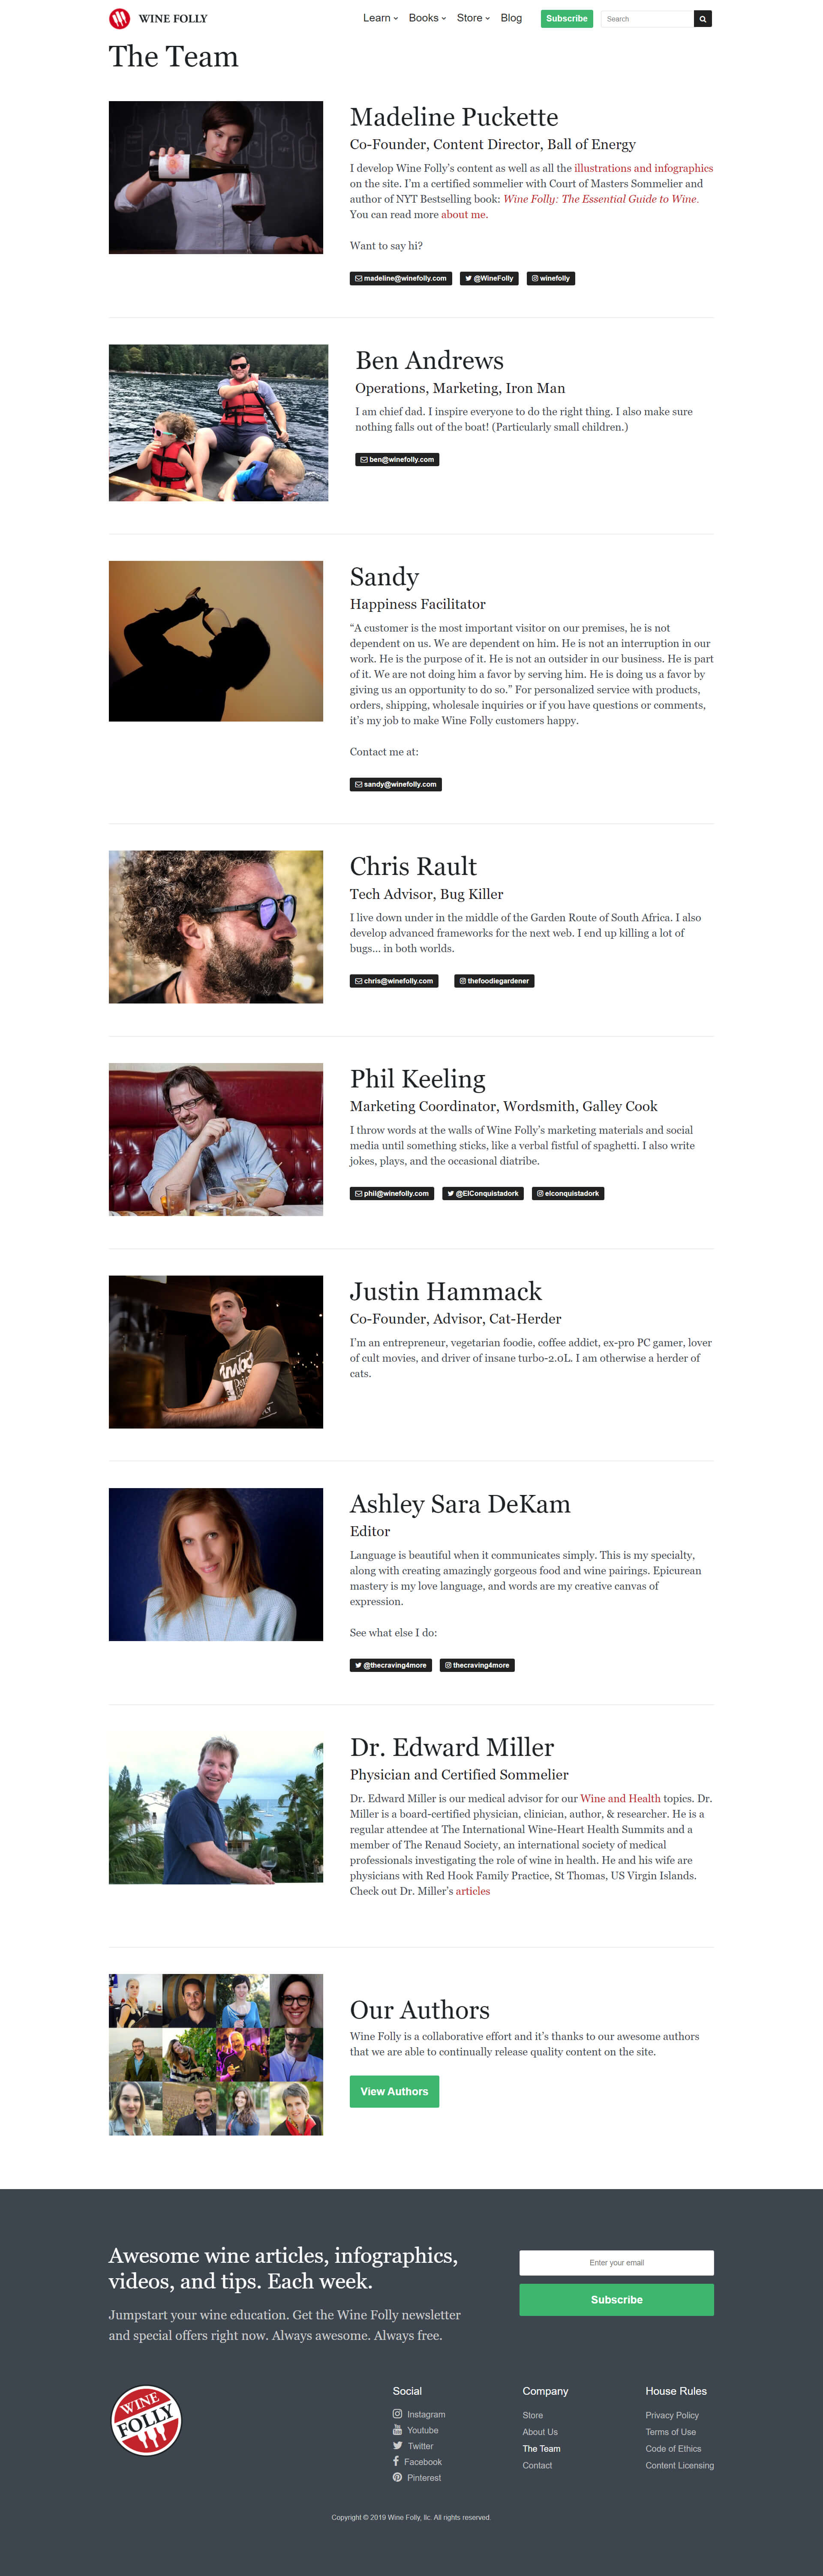 WINE FOLLY
Learn
Books
Store
Blog
Subscribe
Search
The Team
Madeline Puckette
Co-Founder, Content Director, Ball of Energy
I develop Wine Folly's content as well as all the illustrations and infographics
on the site. I'm a certified sommelier with Court of Masters Sommelier and
author of NYT Bestselling book: Wine Folly: The Essential Guide to Wine.
You can read more about me.
Want to say hi?
madeline@winefolly.com
@WineFolly
winefolly
Ben Andrews
Operations, Marketing, Iron Man
I am chief dad. I inspire everyone to do the right thing. I also make sure
nothing falls out of the boat! (Particularly small children.)
ben@winefolly.com
Sandy
Happiness Facilitator
“A customer is the most important visitor on our premises, he is not
dependent on us. We are dependent on him. He is not an interruption in our
work. He is the purpose of it. He is not an outsider in our business. He is part
of it. We are not doing him a favor by serving him. He is doing us a favor by
giving us an opportunity to do so.” For personalized service with products,
orders, shipping, wholesale inquiries or if you have questions or comments,
it's my job to make Wine Folly customers happy.
Contact me at:
sandy@winefolly.com
Chris Rault
Tech Advisor, Bug Killer
I live down under in the middle of the Garden Route of South Africa. I also
develop advanced frameworks for the next web. I end up killing a lot of
bugs... in both worlds.
chris@winefolly.com
thefoodiegardener
Phil Keeling
Marketing Coordinator, Wordsmith, Galley Cook
I throw words at the walls of Wine Folly's marketing materials and social
media until something sticks, like a verbal fistful of spaghetti. I also write
jokes, plays, and the occasional diatribe.
phil@winefolly.com
@ElConquistadork
elconquistadork
Justin Hammack
Co-Founder, Advisor, Cat-Herder
I'm an entrepreneur, vegetarian foodie, coffee addict, ex-pro PC gamer, lover
of cult movies, and driver of insane turbo-2.0L. I am otherwise a herder of
cats.
Ashley Sara DeKam
Editor
Language is beautiful when it communicates simply. This is my specialty,
along with creating amazingly gorgeous food and wine pairings. Epicurean
mastery is my love language, and words are my creative canvas of
expression.
See what else I do:
@thecraving4more
thecraving4more
Dr. Edward Miller
Physician and Certified Sommelier
Dr. Edward Miller is our medical advisor for our Wine and Health topics. Dr.
Miller is a board-certified physician, clinician, author, & researcher. He is a
regular attendee at The International Wine-Heart Health Summits and a
member of The Renaud Society, an international society of medical
professionals investigating the role of wine in health. He and his wife are
physicians with Red Hook Family Practice, St Thomas, US Virgin Islands.
Check out Dr. Miller's articles
Our Authors
Wine Folly is a collaborative effort and it's thanks to our awesome authors
that we are able to continually release quality content on the site.
View Authors
Awesome wine articles, infographics,
videos, and tips. Each week.
Jumpstart your wine education. Get the Wine Folly newsletter
and special offers right now. Always awesome. Always free.
Enter your email
Subscribe
WINE
FOLLY
Social
Instagram
Youtube
Twitter
Facebook
Pinterest
Company
Store
About Us
The Team
Contact
House Rules
Privacy Policy
Terms of Use
Code of Ethics
Content Licensing
Copyright © 2019 Wine Folly, llc. All rights reserved.